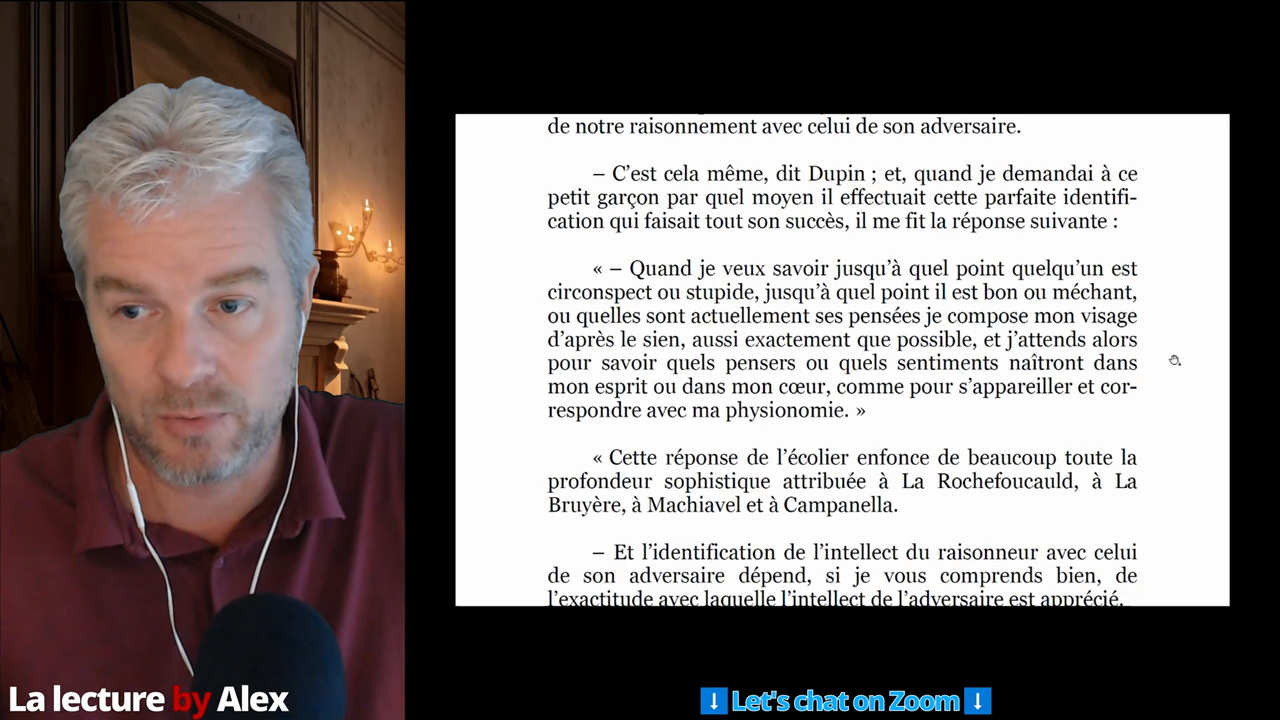 de notre raisonnement avec celui de son adversaire.
– C’est cela même, dit Dupin ; et, quand je demandai à ce
petit garçon par quel moyen il effectuait cette parfaite identifi-
cation qui faisait tout son succès, il me fit la réponse suivante :
« – Quand je veux savoir jusqu’à quel point quelqu’un est
circonspect ou stupide, jusqu’à quel point il est bon ou méchant,
ou quelles sont actuellement ses pensées je compose mon visage
d’après le sien, aussi exactement que possible, et j’attends alors
pour savoir quels pensers ou quels sentiments naîtront dans
mon esprit ou dans mon cœur, comme pour s’appareiller et cor-
respondre avec ma physionomie. »
« Cette réponse de l’écolier enfonce de beaucoup toute la
profondeur sophistique attribuée à La Rochefoucauld, à La
Bruyère, à Machiavel et à Campanella.
– Et l’identification de l’intellect du raisonneur avec celui
de son adversaire dépend, si je vous comprends bien, de
l’exactitude avec laquelle l’intellect de l’adversaire est apprécié.
La lecture by Alex
Let's chat on Zoom